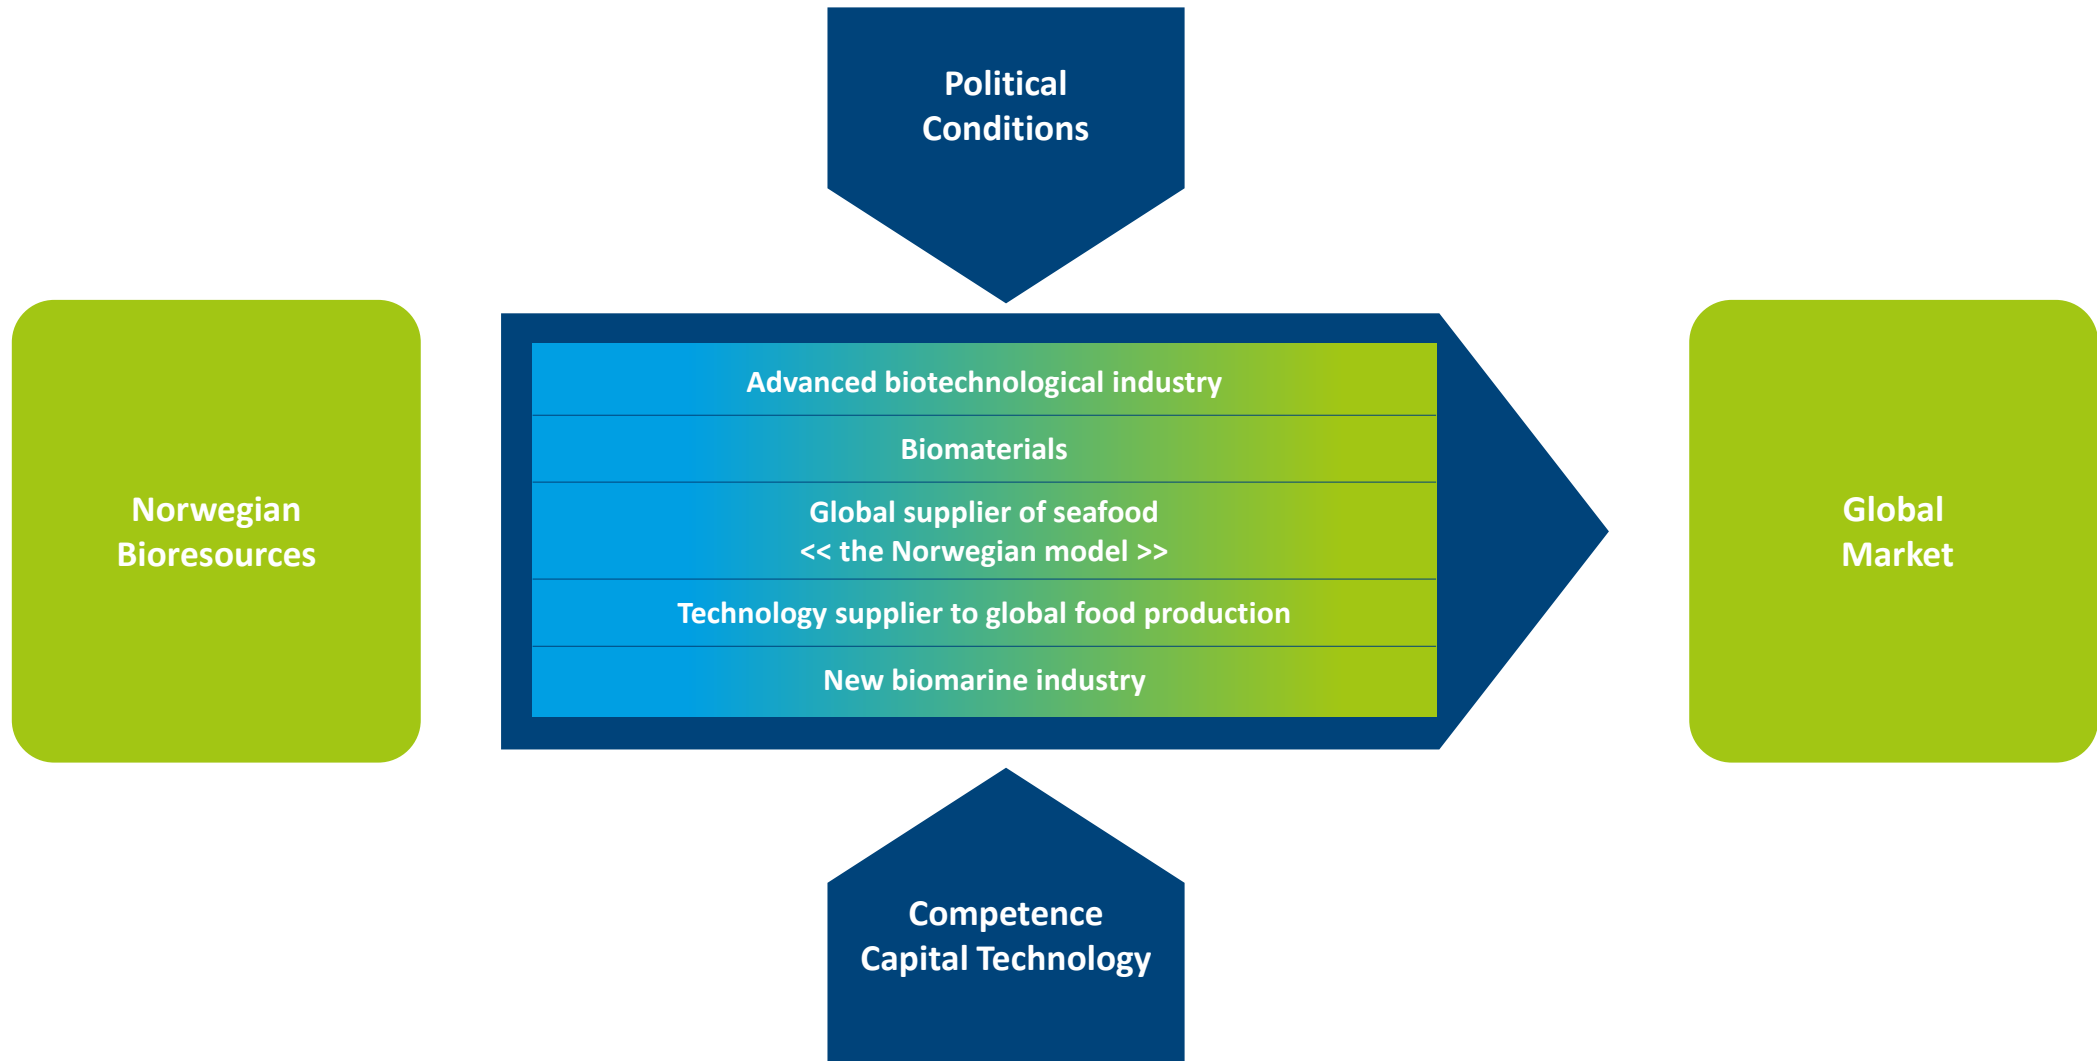 Political
Conditions
Norwegian
Bioresources
Advanced biotechnological industry
Biomaterials
Global supplier of seafood
<< the Norwegian model >>
Technology supplier to global food production
New biomarine industry
Global
Market
Competence
Capital Technology